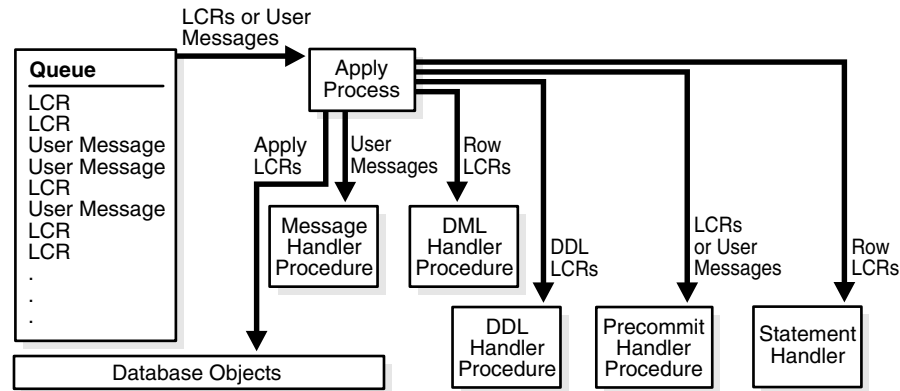 LCRs or User
Messages
Queue
LCR
LCR
User Message
User Message
LCR
User Message
LCR
LCR
.
.
.
Apply
Process
Apply
LCRs
User
Messages
Row
LCRs
Message
Handler
Procedure
DML
Handler
Procedure
DDL
LCRs
LCRs
or User
Messages
Row
LCRs
DDL
Handler
Procedure
Precommit
Handler
Procedure
Statement
Handler
Database Objects